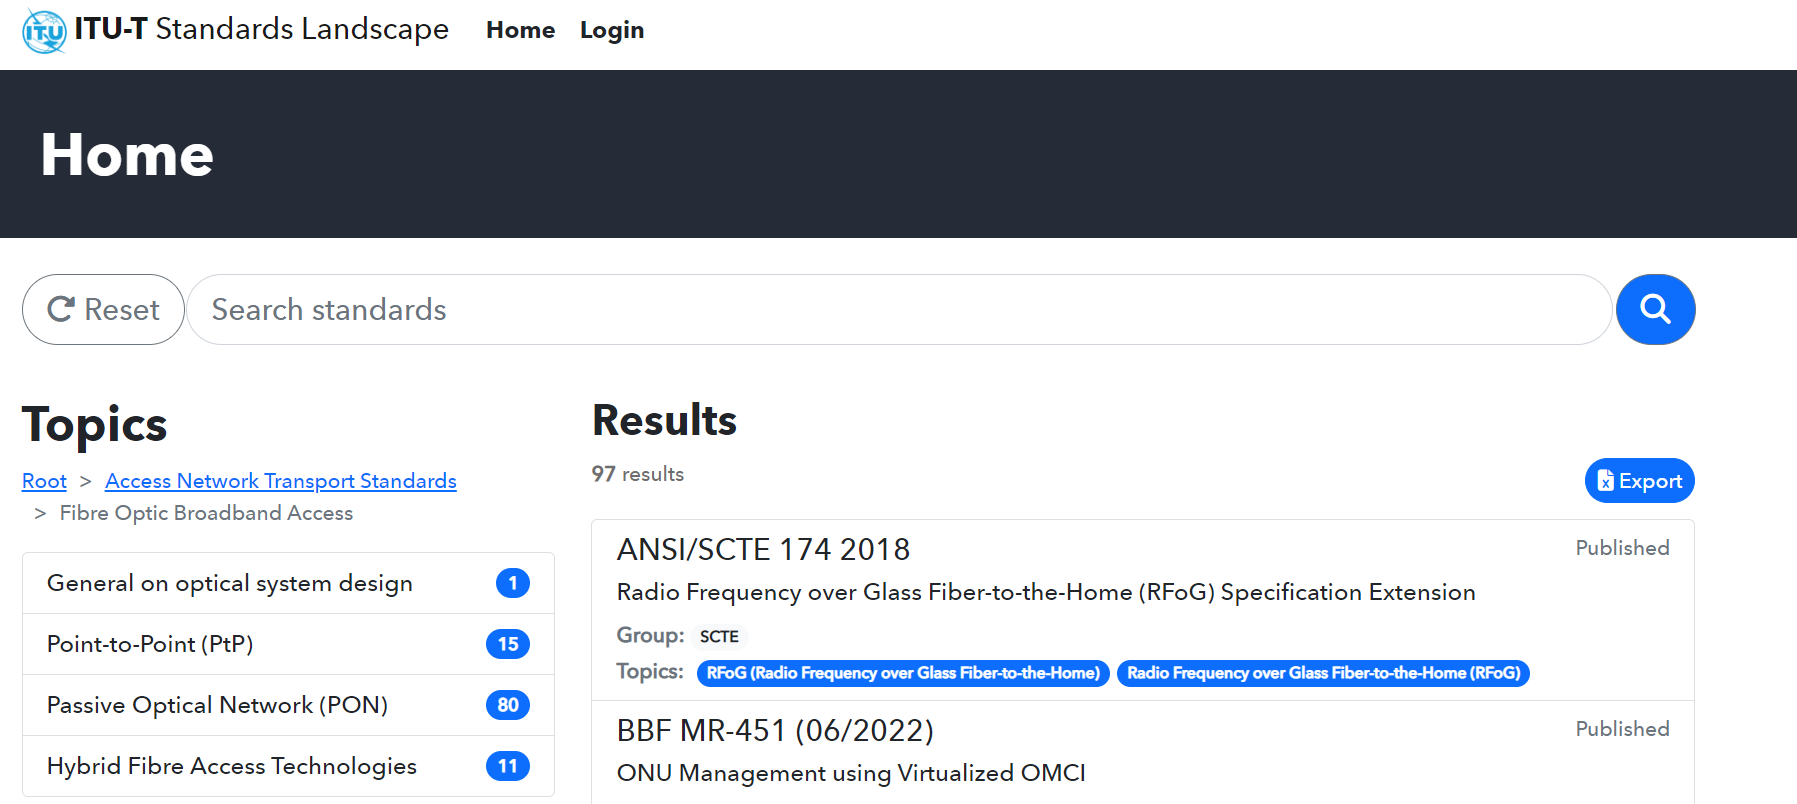 ITU ITU-T Standards Landscape Home Login
Home
Reset Search standards
Topics
Root > Access Network Transport Standards
> Fibre Optic Broadband Access
General on optical system design 1
Point-to-Point (PtP) 15
Passive Optical Network (PON) 80
Hybrid Fibre Access Technologies 11
Results
97 results
Export
ANSI/SCTE 174 2018 Published
Radio Frequency over Glass Fiber-to-the-Home (RFoG) Specification Extension
Group: SCTE
Topics: RFoG (Radio Frequency over Glass Fiber-to-the-Home) Radio Frequency over Glass Fiber-to-the-Home (RFoG)
BBF MR-451 (06/2022) Published
ONU Management using Virtualized OMCI